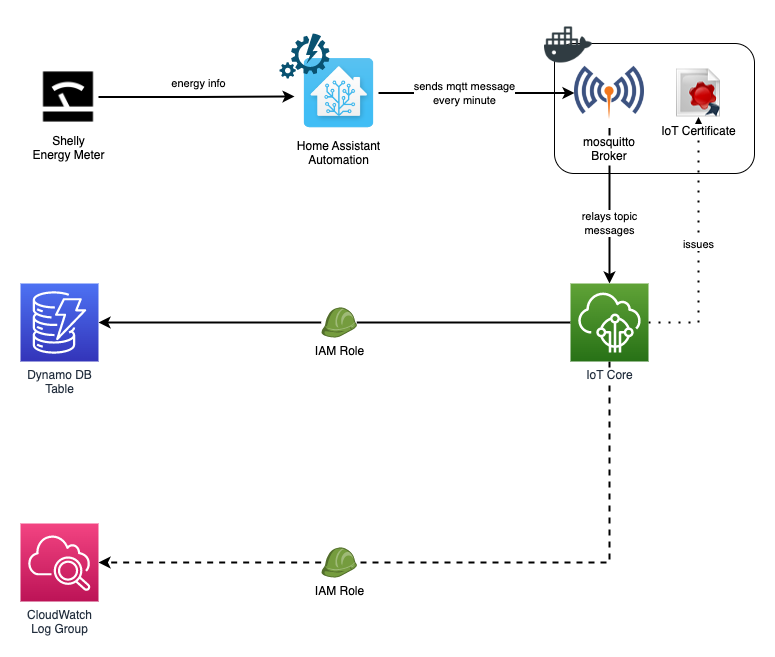 energy info
sends mqtt message
every minute
Shelly
Energy Meter
Home Assistant
Automation
mosquitto
Broker
IoT Certificate
relays topic
messages
issues
IAM Role
Dynamo DB
Table
IoT Core
IAM Role
CloudWatch
Log Group